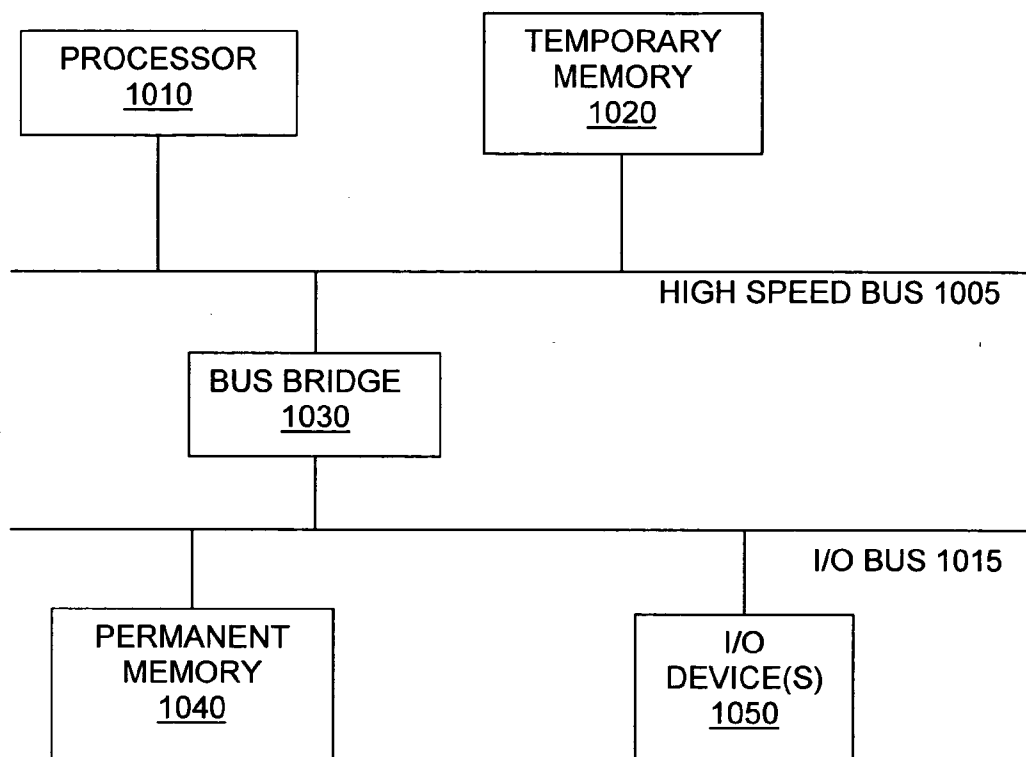 PROCESSOR
1010
TEMPORARY
MEMORY
1020
HIGH SPEED BUS 1005
BUS BRIDGE
1030
I/O BUS 1015
PERMANENT
MEMORY
1040
I/O
DEVICE(S)
1050